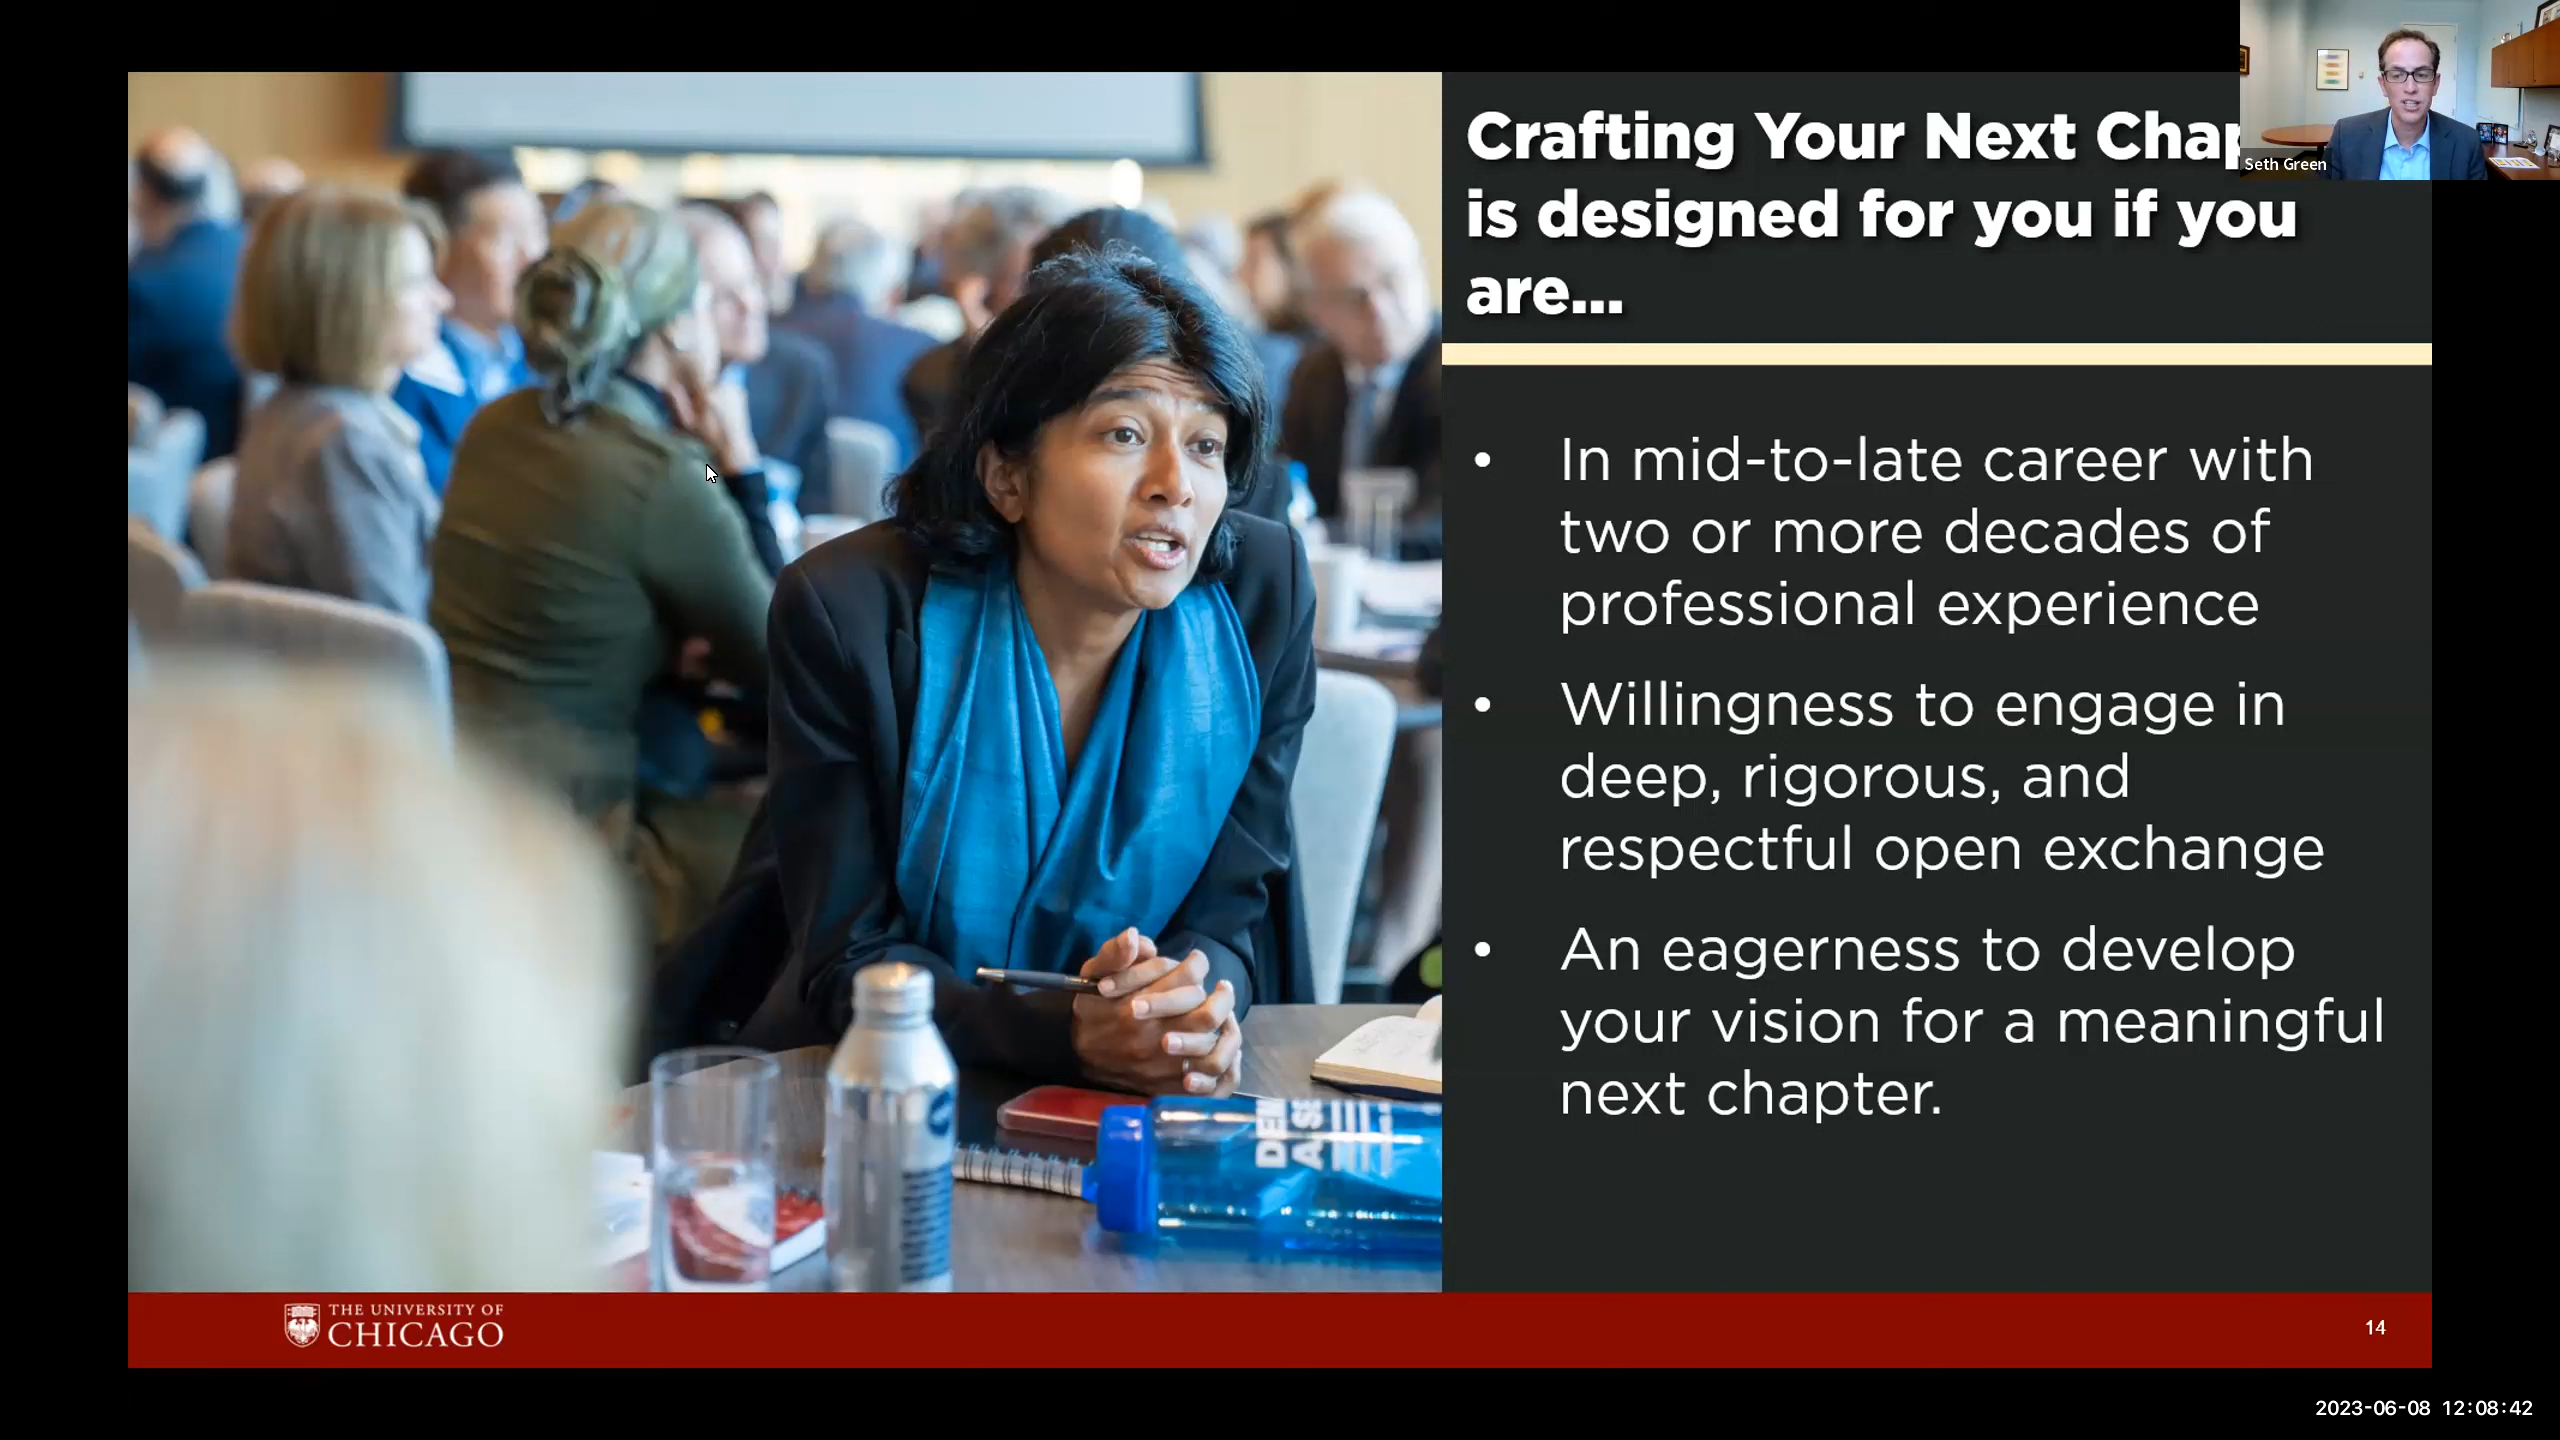 Crafting Your Next Chap
is designed for you if you
are...
Seth Green
• In mid-to-late career with
two or more decades of
professional experience
• Willingness to engage in
deep, rigorous, and
respectful open exchange
• An eagerness to develop
your vision for a meaningful
next chapter.
THE UNIVERSITY OF
CHICAGO
14
2023-06-08 12:08:42